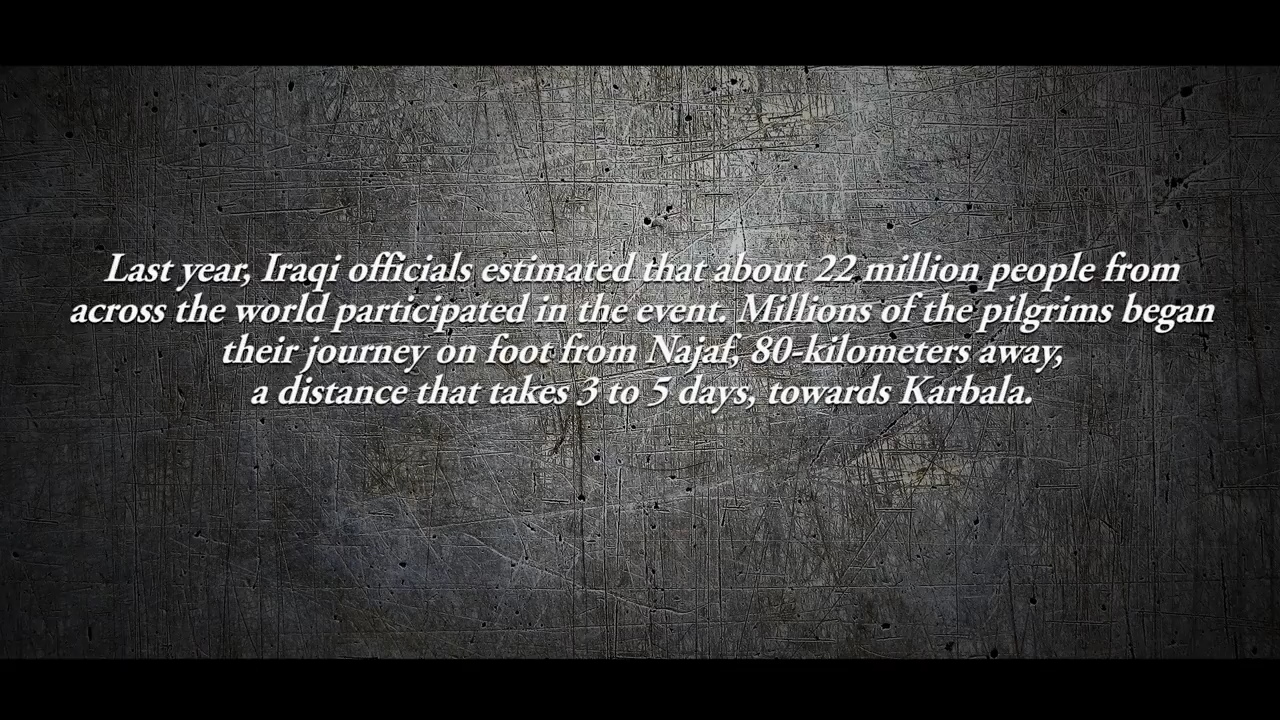 Last year, Iraqi officials estimated that about 22 million people from
across the world participated in the event. Millions of the pilgrims began
their journey on foot from Najaf, 80-kilometers away,
a distance that takes 3 to 5 days, towards Karbala.